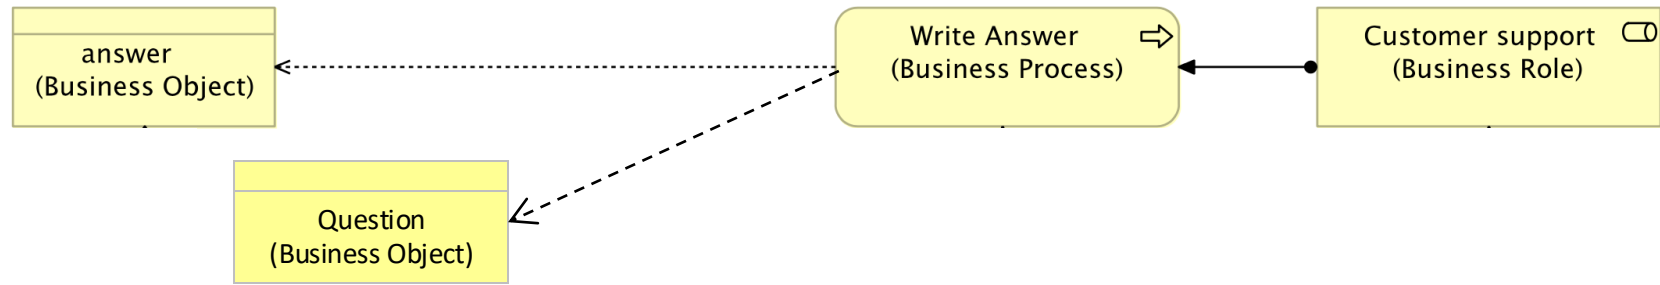 answer
(Business Object)
Write Answer
(Business Process)
Customer support
(Business Role)
Question
(Business Object)